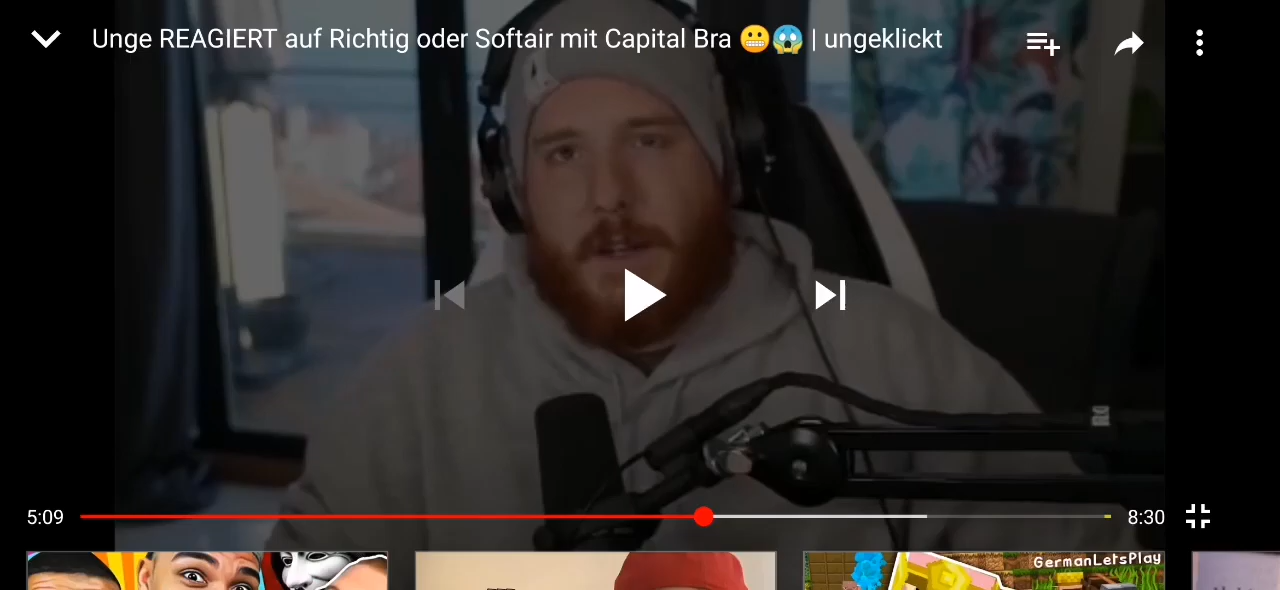 Unge REAGIERT auf Richtig oder Softair mit Capital Bra 😬😱 | ungeklickt
5:09
8:30
GermanLetsPlay